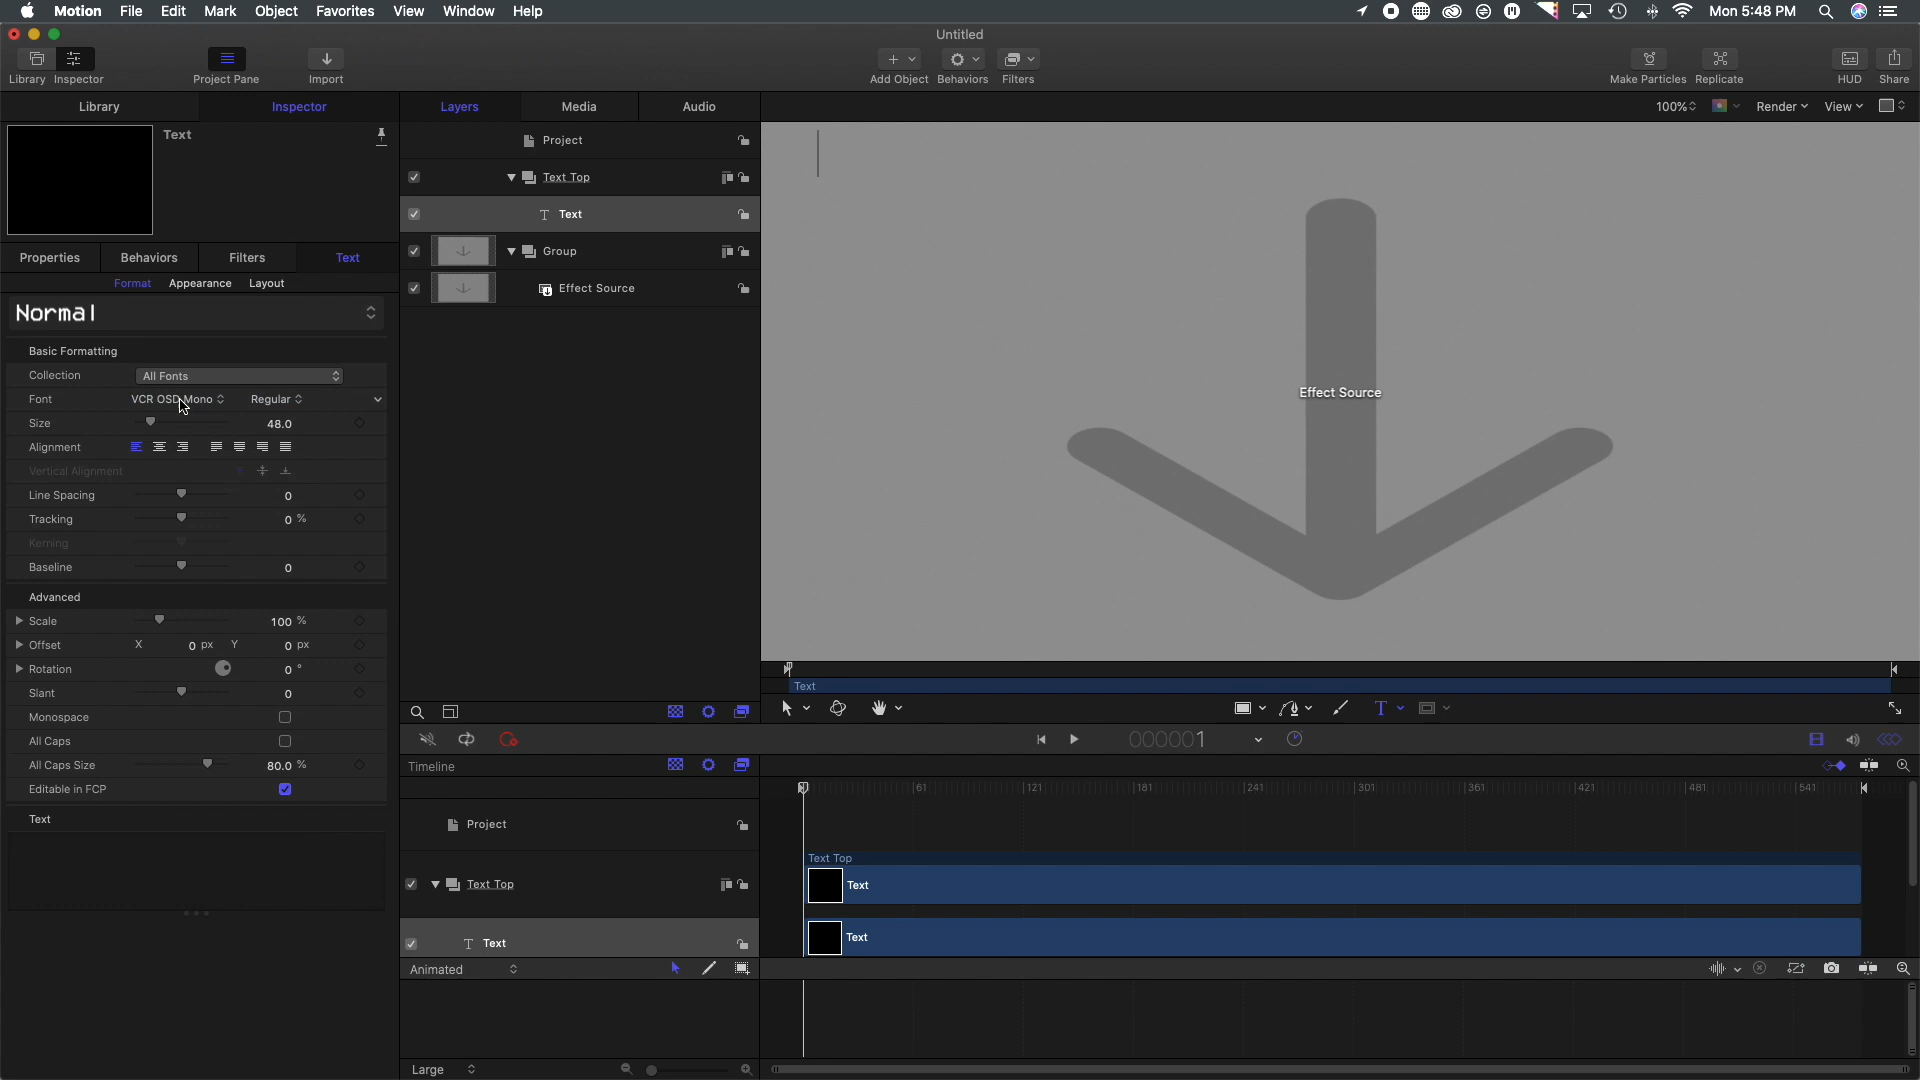 Motion File Edit Mark Object Favorites View Window Help
Mon 5:48 PM
Untitled
Library Inspector Project Pane Import
Add Object Behaviors Filters
Make Particles Replicate HUD Share
Library Inspector
Layers Media Audio
100% Render View
Text
Project
Text Top
Text
Group
Effect Source
Properties Behaviors Filters Text
Format Appearance Layout
Normal
Basic Formatting
Collection All Fonts
Font VCR OSD Mono Regular
Size 48.0
Alignment
Vertical Alignment
Line Spacing 0
Tracking 0 %
Kerning
Baseline 0
Advanced
Scale 100 %
Offset X 0 px Y 0 px
Rotation 0 °
Slant 0
Monospace
All Caps
All Caps Size 80.0 %
Editable in FCP
Text
Effect Source
Text
T
000001
Timeline
61 121 181 241 301 361 421 481 541
Project
Text Top
Text Top
Text
T Text
Text
Animated
Large